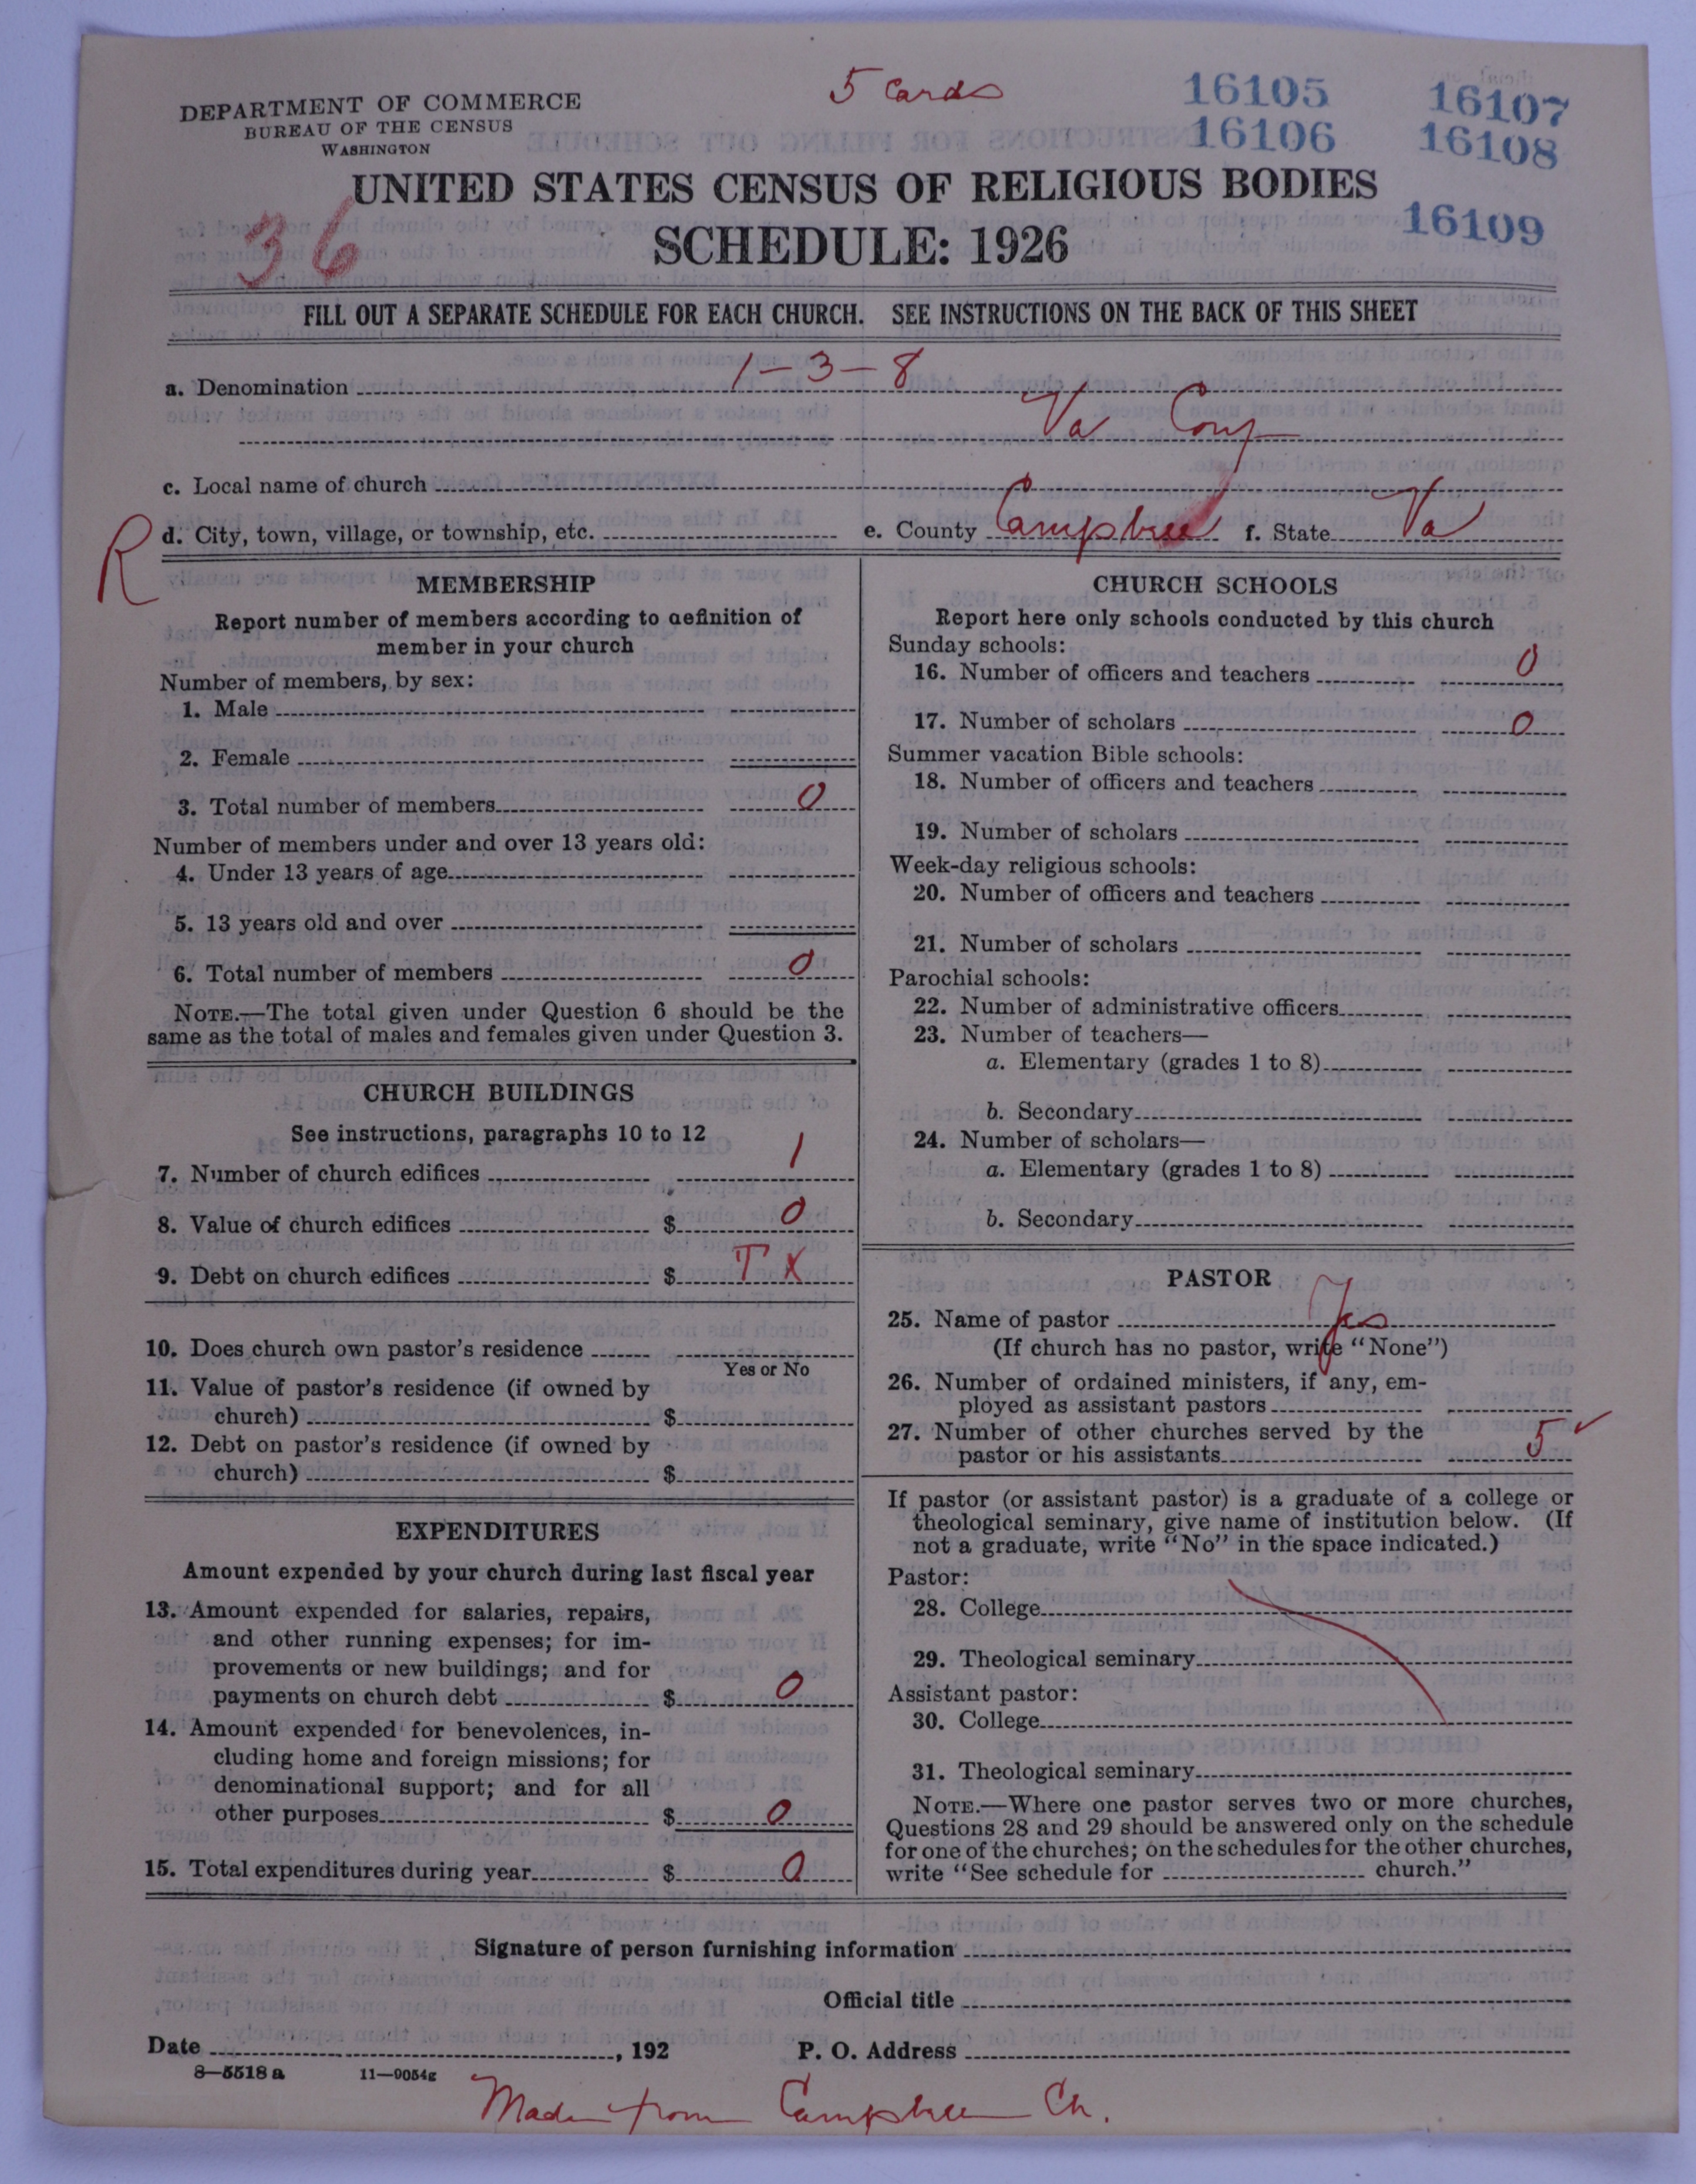 5 Cards
16105
16107
16106
16108
16109
DEPARTMENT OF COMMERCE
BUREAU OF THE CENSUS
WASHINGTON
UNITED STATES CENSUS OF RELIGIOUS BODIES
36
SCHEDULE: 1926
FILL OUT A SEPARATE SCHEDULE FOR EACH CHURCH. SEE INSTRUCTIONS ON THE BACK OF THIS SHEET
a. Denomination 1-3-8
Va Conf
c. Local name of church
R
d. City, town, village, or township, etc. e. County Campbell f. State Va
MEMBERSHIP
Report number of members according to definition of
member in your church
Number of members, by sex:
1. Male
2. Female
3. Total number of members 0
Number of members under and over 13 years old:
4. Under 13 years of age
5. 13 years old and over
6. Total number of members 0
NOTE.—The total given under Question 6 should be the
same as the total of males and females given under Question 3.
CHURCH BUILDINGS
See instructions, paragraphs 10 to 12
7. Number of church edifices 1
8. Value of church edifices $ 0
9. Debt on church edifices $ T X
10. Does church own pastor's residence
Yes or No
11. Value of pastor's residence (if owned by
church) $
12. Debt on pastor's residence (if owned by
church) $
EXPENDITURES
Amount expended by your church during last fiscal year
13. Amount expended for salaries, repairs,
and other running expenses; for im-
provements or new buildings; and for
payments on church debt $ 0
14. Amount expended for benevolences, in-
cluding home and foreign missions; for
denominational support; and for all
other purposes $ 0
15. Total expenditures during year $ 0
CHURCH SCHOOLS
Report here only schools conducted by this church
Sunday schools:
16. Number of officers and teachers 0
17. Number of scholars 0
Summer vacation Bible schools:
18. Number of officers and teachers
19. Number of scholars
Week-day religious schools:
20. Number of officers and teachers
21. Number of scholars
Parochial schools:
22. Number of administrative officers
23. Number of teachers—
a. Elementary (grades 1 to 8)
b. Secondary
24. Number of scholars—
a. Elementary (grades 1 to 8)
b. Secondary
PASTOR
25. Name of pastor Yes
(If church has no pastor, write "None")
26. Number of ordained ministers, if any, em-
ployed as assistant pastors
27. Number of other churches served by the
pastor or his assistants 5 ✓
If pastor (or assistant pastor) is a graduate of a college or
theological seminary, give name of institution below. (If
not a graduate, write "No" in the space indicated.)
Pastor:
28. College
29. Theological seminary
Assistant pastor:
30. College
31. Theological seminary
NOTE.—Where one pastor serves two or more churches,
Questions 28 and 29 should be answered only on the schedule
for one of the churches; on the schedules for the other churches,
write "See schedule for church."
Signature of person furnishing information
Official title
Date , 192 P. O. Address
8—5518 a 11—9054g
Made from Campbell Ch.